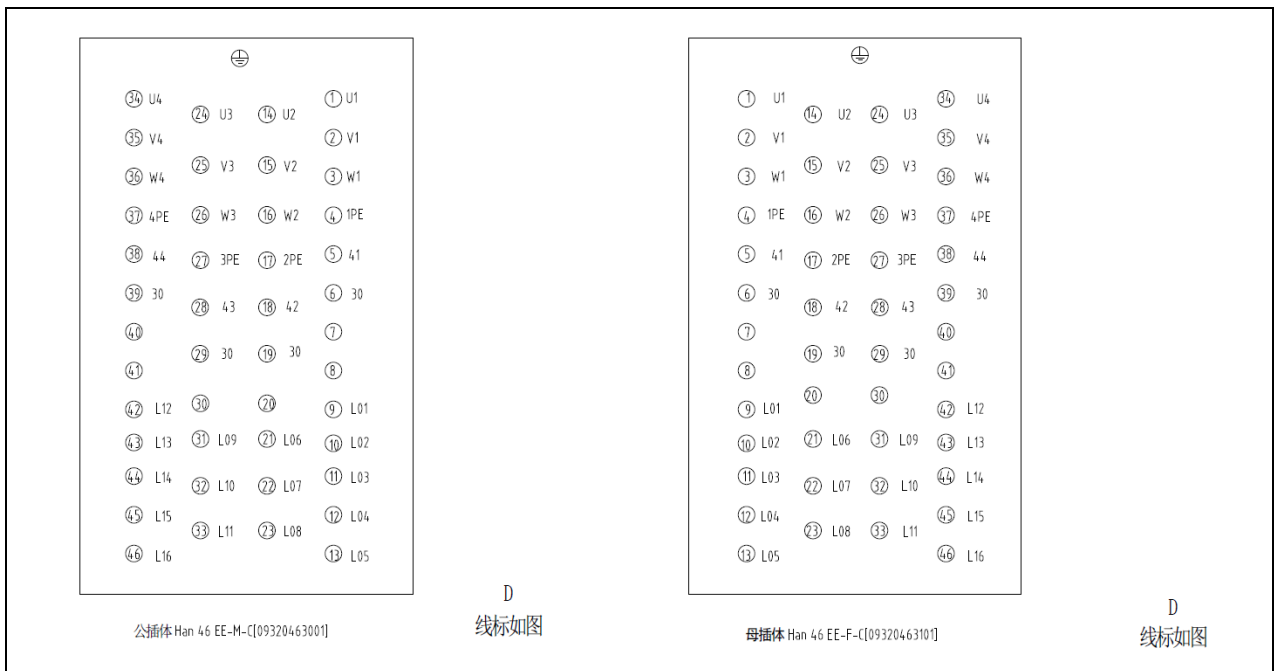 34 U4 24 U3 14 U2 1 U1
35 V4 25 V3 15 V2 2 V1
36 W4 26 W3 16 W2 3 W1
37 4PE 27 3PE 17 2PE 4 1PE
38 44 28 43 18 42 5 41
39 30 29 30 19 30 6 30
40 30 20 7
41 8
42 L12 31 L09 21 L06 9 L01
43 L13 32 L10 22 L07 10 L02
44 L14 33 L11 23 L08 11 L03
45 L15 12 L04
46 L16 13 L05
公插体 Han 46 EE-M-C[09320463001]
D
线标如图
1 U1 14 U2 24 U3 34 U4
2 V1 15 V2 25 V3 35 V4
3 W1 16 W2 26 W3 36 W4
4 1PE 17 2PE 27 3PE 37 4PE
5 41 18 42 28 43 38 44
6 30 19 30 29 30 39 30
7 20 30 40
8 41
9 L01 21 L06 31 L09 42 L12
10 L02 22 L07 32 L10 43 L13
11 L03 23 L08 33 L11 44 L14
12 L04 45 L15
13 L05 46 L16
母插体 Han 46 EE-F-C[09320463101]
D
线标如图